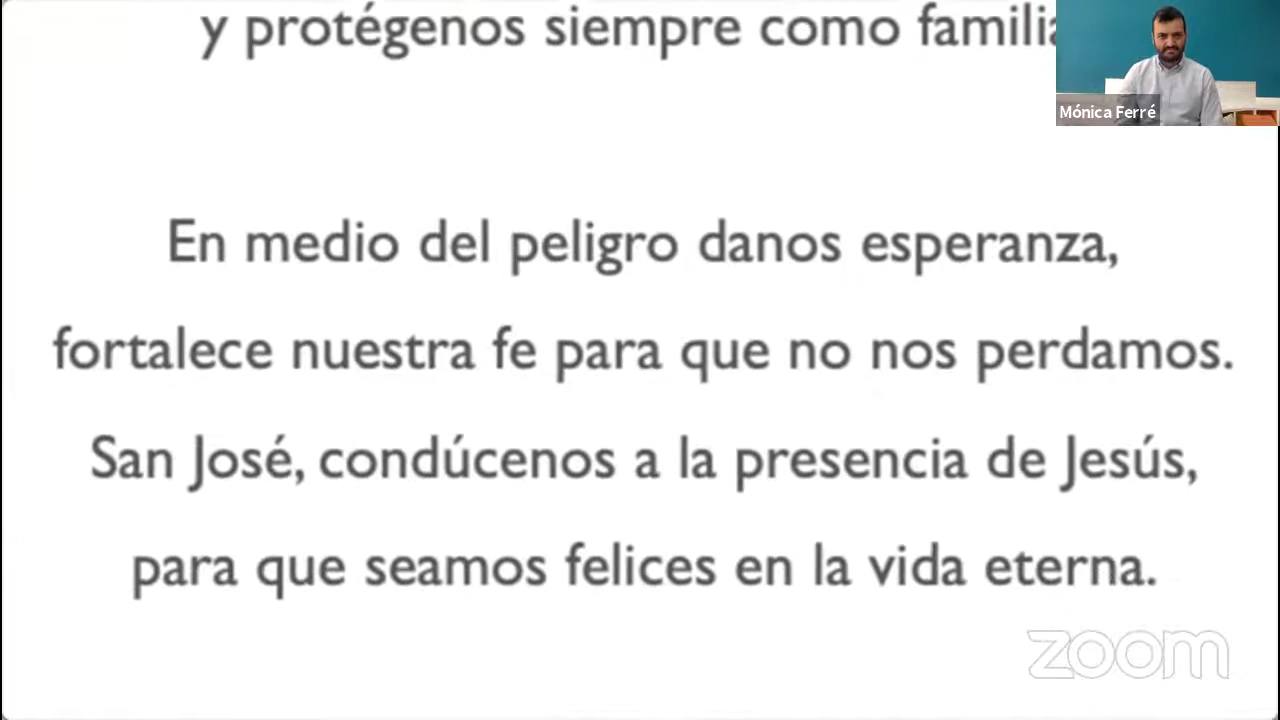 y protégenos siempre como familia
Mónica Ferré
En medio del peligro danos esperanza,
fortalece nuestra fe para que no nos perdamos.
San José, condúcenos a la presencia de Jesús,
para que seamos felices en la vida eterna.
zoom